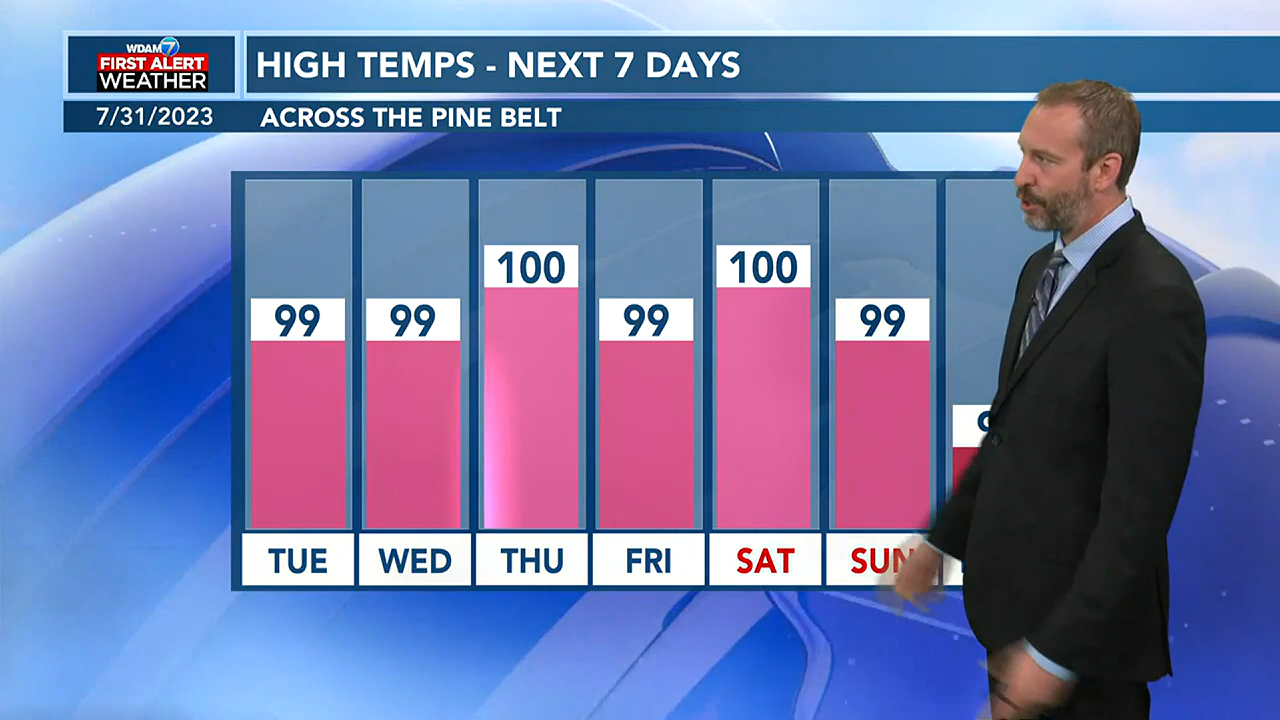 WDAM 7
FIRST ALERT
WEATHER
HIGH TEMPS - NEXT 7 DAYS
7/31/2023
ACROSS THE PINE BELT
99
99
100
99
100
99
TUE
WED
THU
FRI
SAT
SUN